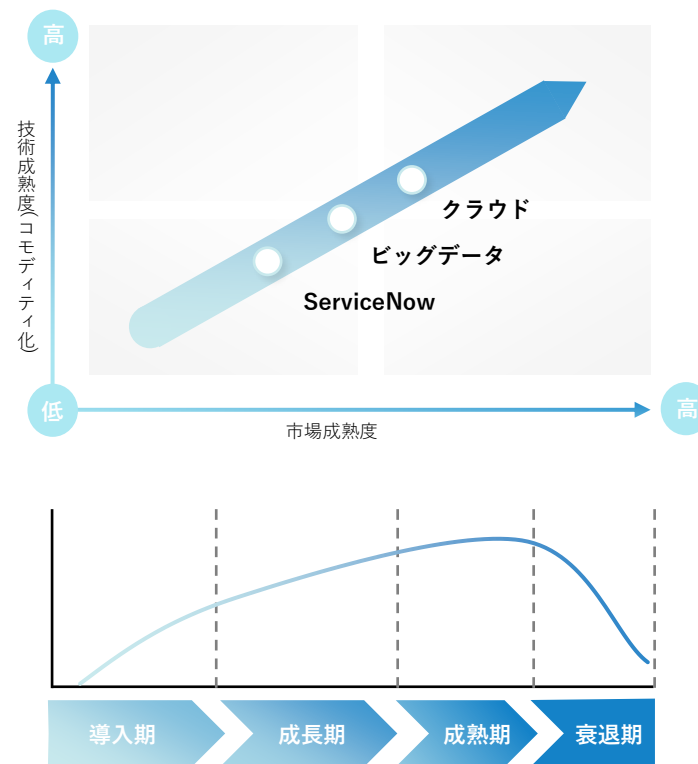 高
技術成熟度(コモディティ化)
クラウド
ビッグデータ
ServiceNow
低
高
市場成熟度
導入期
成長期
成熟期
衰退期